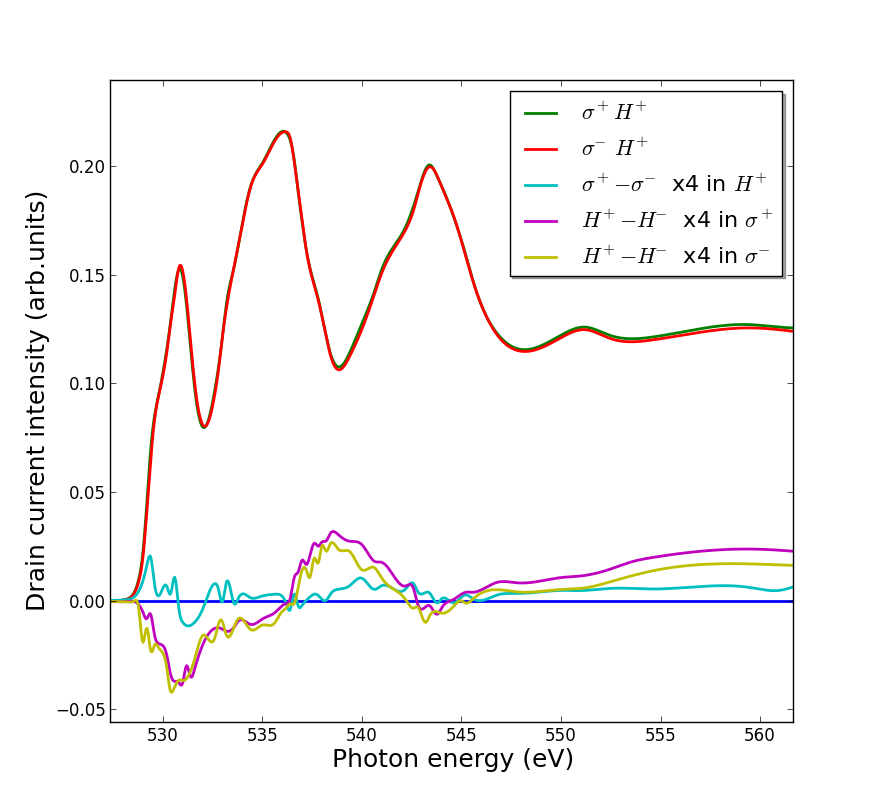 σ⁺ H⁺
σ⁻ H⁺
σ⁺−σ⁻ x4 in H⁺
H⁺−H⁻ x4 in σ⁺
H⁺−H⁻ x4 in σ⁻
0.20
0.15
0.10
0.05
0.00
−0.05
Drain current intensity (arb.units)
530 535 540 545 550 555 560
Photon energy (eV)